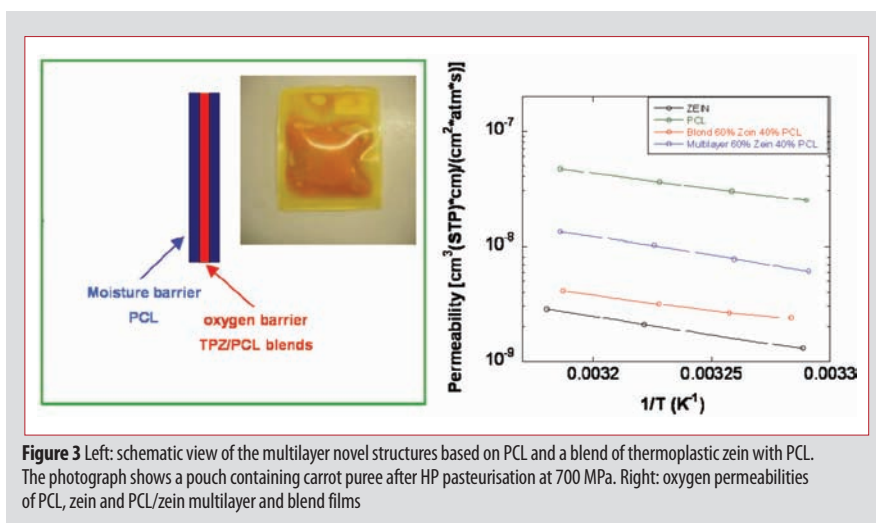 Moisture barrier
PCL
oxygen barrier
TPZ/PCL blends
Permeability [cm³(STP)*cm)/(cm²*atm*s)]
10⁻⁷
10⁻⁸
10⁻⁹
ZEIN
PCL
Blend 60% Zein 40% PCL
Multilayer 60% Zein 40% PCL
0.0032
0.00325
0.0033
1/T (K⁻¹)
Figure 3 Left: schematic view of the multilayer novel structures based on PCL and a blend of thermoplastic zein with PCL.
The photograph shows a pouch containing carrot puree after HP pasteurisation at 700 MPa. Right: oxygen permeabilities
of PCL, zein and PCL/zein multilayer and blend films